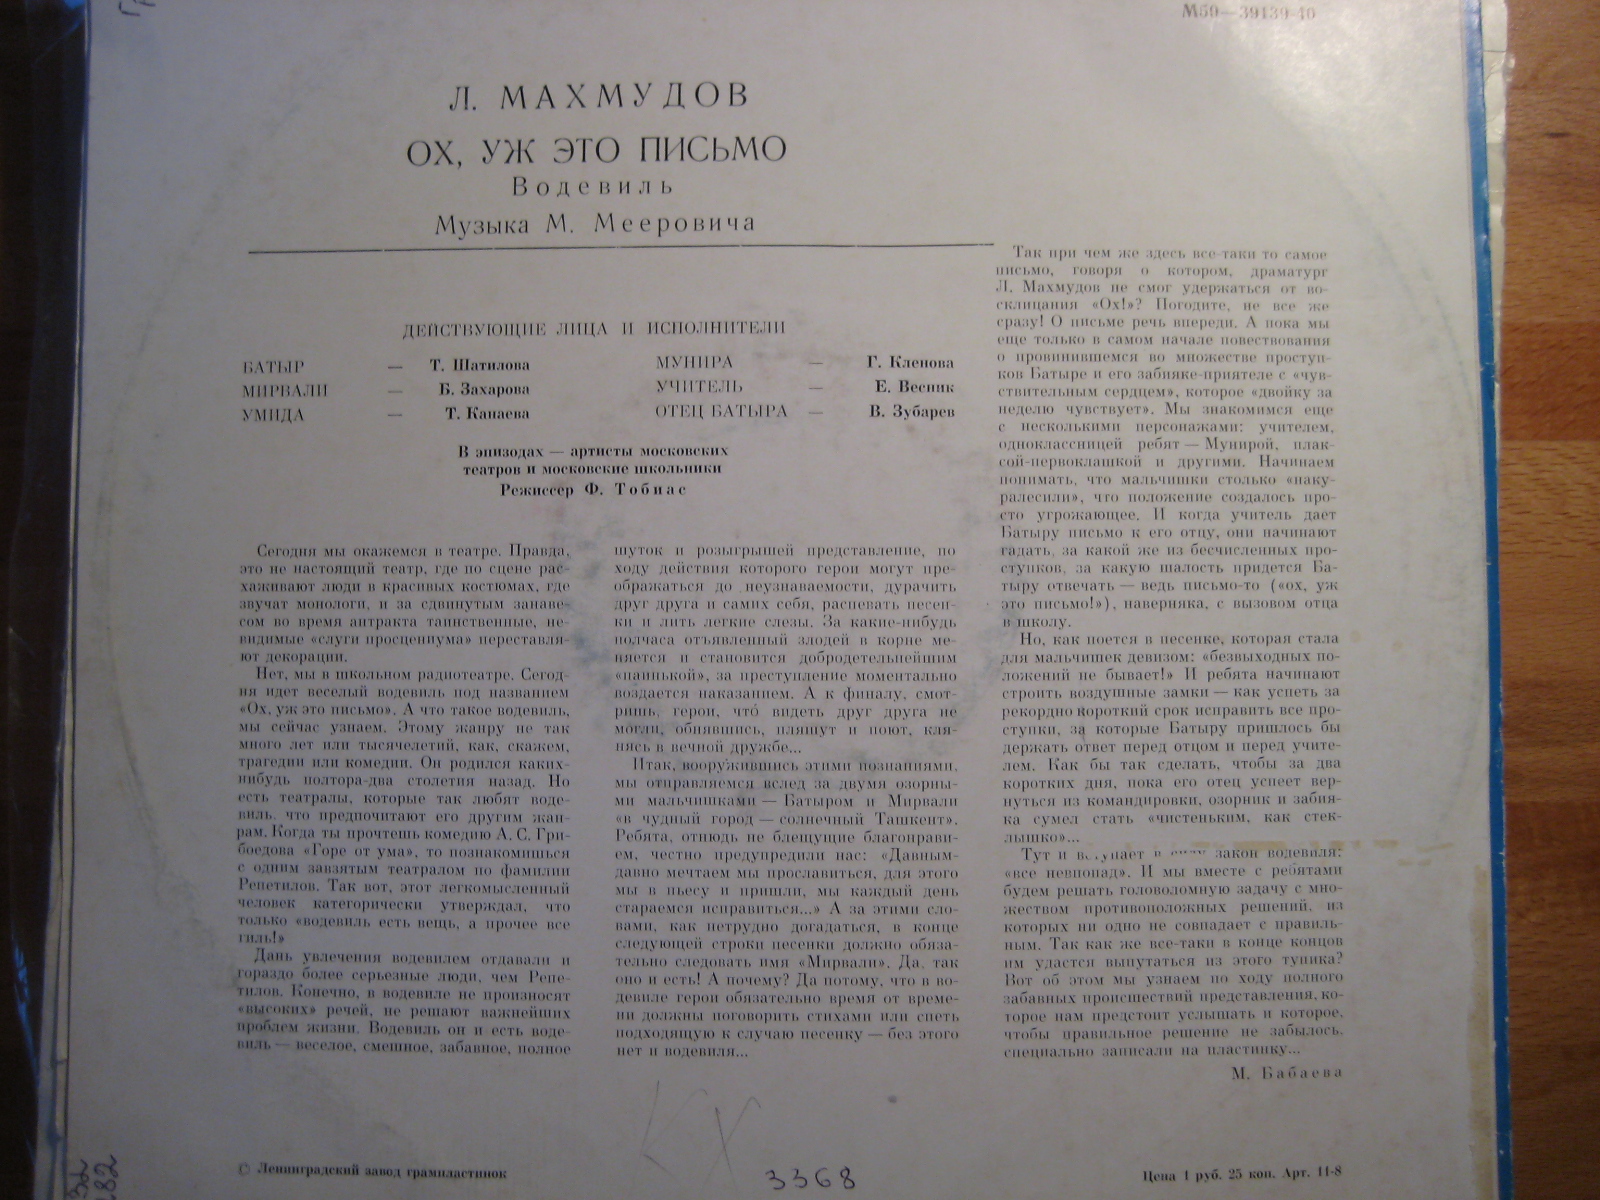 М50—39139-40
Л. МАХМУДОВ
ОХ, УЖ ЭТО ПИСЬМО
Водевиль
Музыка М. Мееровича
ДЕЙСТВУЮЩИЕ ЛИЦА И ИСПОЛНИТЕЛИ
БАТЫР — Т. Шатилова
МИРВАЛИ — Б. Захарова
УМИДА — Т. Канаева
МУНИРА — Г. Кленова
УЧИТЕЛЬ — Е. Весник
ОТЕЦ БАТЫРА — В. Зубарев
В эпизодах — артисты московских
театров и московские школьники
Режиссер Ф. Тобиас
Сегодня мы окажемся в театре. Правда,
это не настоящий театр, где по сцене рас-
хаживают люди в красивых костюмах, где
звучат монологи, и за сдвинутым занаве-
сом во время антракта таинственные, не-
видимые «слуги просцениума» переставля-
ют декорации.
Нет, мы в школьном радиотеатре. Сегод-
ня идет веселый водевиль под названием
«Ох, уж это письмо». А что такое водевиль,
мы сейчас узнаем. Этому жанру не так
много лет или тысячелетий, как, скажем,
трагедии или комедии. Он родился каких-
нибудь полтора-два столетия назад. Но
есть театралы, которые так любят воде-
виль, что предпочитают его другим жан-
рам. Когда ты прочтешь комедию А. С. Гри-
боедова «Горе от ума», то познакомишься
с одним завзятым театралом по фамилии
Репетилов. Так вот, этот легкомысленный
человек категорически утверждал, что
только «водевиль есть вещь, а прочее все
гиль!»
Дань увлечения водевилем отдавали и
гораздо более серьезные люди, чем Репе-
тилов. Конечно, в водевиле не произносят
«высоких» речей, не решают важнейших
проблем жизни. Водевиль он и есть воде-
виль — веселое, смешное, забавное, полное
шуток и розыгрышей представление, по
ходу действия которого герои могут пре-
ображаться до неузнаваемости, дурачить
друг друга и самих себя, распевать песен-
ки и лить легкие слезы. За какие-нибудь
полчаса отъявленный злодей в корне ме-
няется и становится добродетельнейшим
«паинькой», за преступление моментально
воздается наказанием. А к финалу, смот-
ришь, герои, что́ видеть друг друга не
могли, обнявшись, пляшут и поют, кля-
нясь в вечной дружбе...
Итак, вооружившись этими познаниями,
мы отправляемся вслед за двумя озорны-
ми мальчишками — Батыром и Мирвали
«в чудный город — солнечный Ташкент».
Ребята, отнюдь не блещущие благонрави-
ем, честно предупредили нас: «Давным-
давно мечтаем мы прославиться, для этого
мы в пьесу и пришли, мы каждый день
стараемся исправиться...» А за этими сло-
вами, как нетрудно догадаться, в конце
следующей строки песенки должно обяза-
тельно следовать имя «Мирвали». Да, так
оно и есть! А почему? Да потому, что в во-
девиле герои обязательно время от време-
ни должны поговорить стихами или спеть
подходящую к случаю песенку — без этого
нет и водевиля...
Так при чем же здесь все-таки то самое
письмо, говоря о котором, драматург
Л. Махмудов не смог удержаться от во-
склицания «Ох!»? Погодите, не все же
сразу! О письме речь впереди. А пока мы
еще только в самом начале повествования
о провинившемся во множестве проступ-
ков Батыре и его забияке-приятеле с «чув-
ствительным сердцем», которое «двойку за
неделю чувствует». Мы знакомимся еще
с несколькими персонажами: учителем,
одноклассницей ребят — Мунирой, плак-
сой-первоклашкой и другими. Начинаем
понимать, что мальчишки столько «наку-
ралесили», что положение создалось про-
сто угрожающее. И когда учитель дает
Батыру письмо к его отцу, они начинают
гадать, за какой же из бесчисленных про-
ступков, за какую шалость придется Ба-
тыру отвечать — ведь письмо-то («ох, уж
это письмо!»), наверняка, с вызовом отца
в школу.
Но, как поется в песенке, которая стала
для мальчишек девизом: «безвыходных по-
ложений не бывает!» И ребята начинают
строить воздушные замки — как успеть за
рекордно короткий срок исправить все про-
ступки, за которые Батыру пришлось бы
держать ответ перед отцом и перед учите-
лем. Как бы так сделать, чтобы за два
коротких дня, пока его отец успеет вер-
нуться из командировки, озорник и забия-
ка сумел стать «чистеньким, как стек-
лышко»...
Тут и закон водевиля:
«все невпопад». И мы вместе с ребятами
будем решать головоломную задачу с мно-
жеством противоположных решений, из
которых ни одно не совпадает с правиль-
ным. Так как же все-таки в конце концов
им удастся выпутаться из этого тупика?
Вот об этом мы узнаем по ходу полного
забавных происшествий представления, ко-
торое нам предстоит услышать и которое,
чтобы правильное решение не забылось,
специально записали на пластинку...
М. Бабаева
КХ
© Ленинградский завод грампластинок
3368
Цена 1 руб. 25 коп. Арт. 11-8